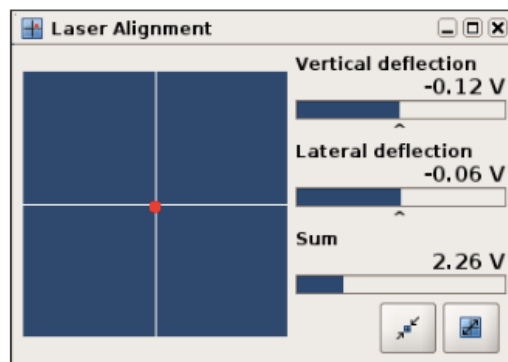 Laser Alignment
Vertical deflection
-0.12 V
Lateral deflection
-0.06 V
Sum
2.26 V